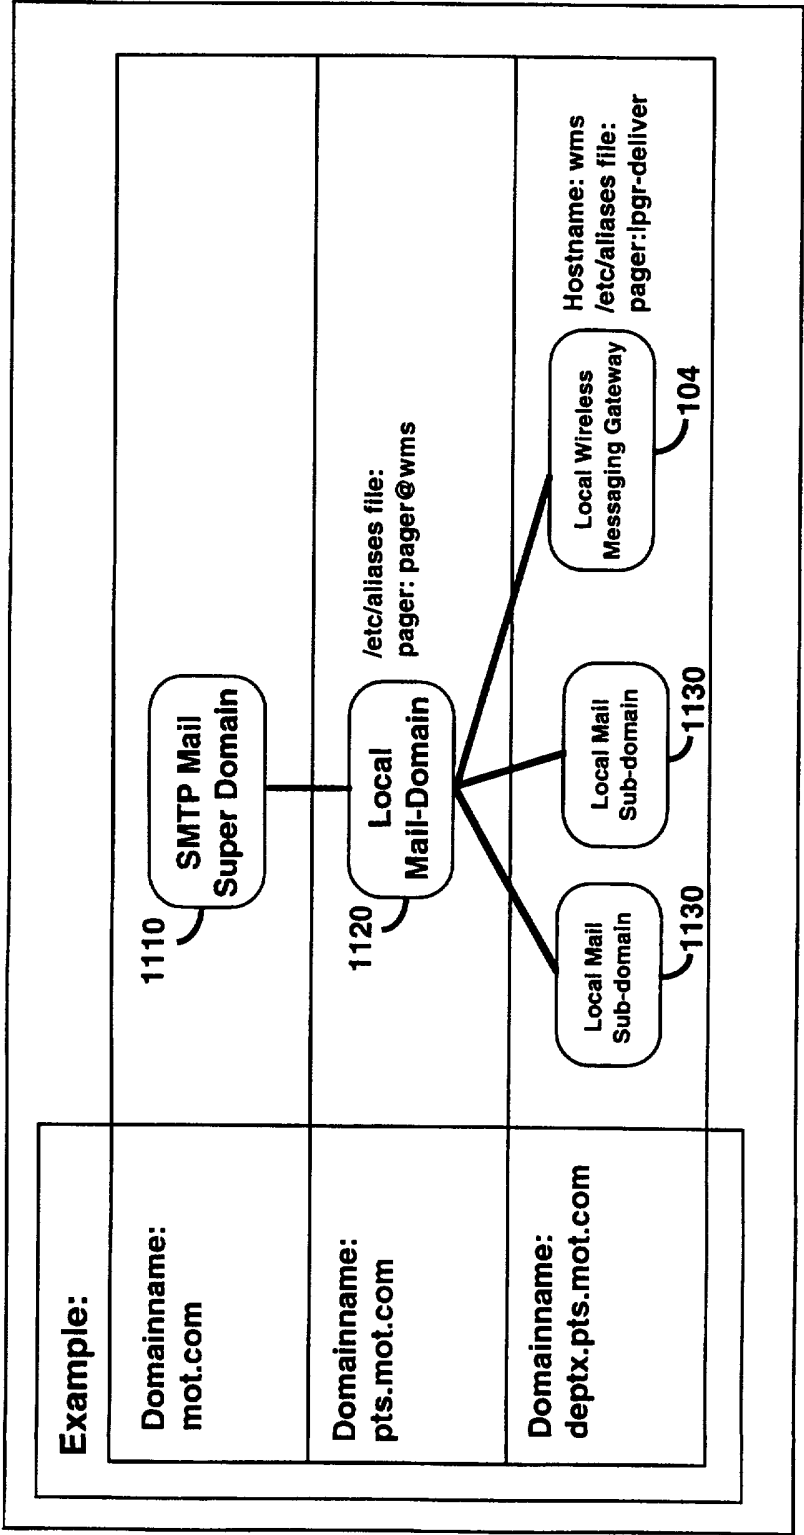 Example:
Domainname:
mot.com
1110
SMTP Mail
Super Domain
Domainname:
pts.mot.com
1120
Local
Mail-Domain
/etc/aliases file:
pager: pager@wms
Domainname:
deptx.pts.mot.com
Local Mail
Sub-domain
1130
Local Mail
Sub-domain
1130
Local Wireless
Messaging Gateway
104
Hostname: wms
/etc/aliases file:
pager:lpgr-deliver